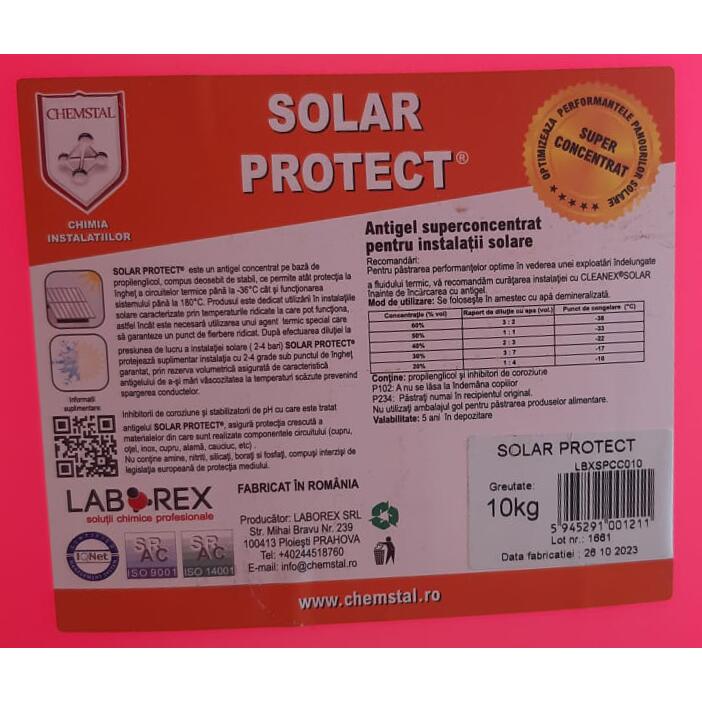 CHEMSTAL
CHIMIA
INSTALATIILOR
SOLAR
PROTECT®
OPTIMIZEAZA PERFORMANTELE PANOURILOR SOLARE
SUPER
CONCENTRAT
SOLAR PROTECT® este un antigel concentrat pe bază de
propilenglicol, compus deosebit de stabil, ce permite atât protecția la
îngheț a circuitelor termice până la -36°C cât și funcționarea
sistemului până la 180°C. Produsul este dedicat utilizării în instalațiile
solare caracterizate prin temperaturile ridicate la care pot funcționa,
astfel încât este necesară utilizarea unui agent termic special care
să garanteze un punct de fierbere ridicat. După efectuarea diluției la
presiunea de lucru a instalației solare ( 2-4 bari) SOLAR PROTECT®
protejează suplimentar instalația cu 2-4 grade sub punctul de îngheț
garantat, prin rezerva volumetrică asigurată de caracteristică
antigelului de a-și mări vâscozitatea la temperaturi scăzute prevenind
spargerea conductelor.
Informatii
suplimentare:
Inhibitorii de coroziune și stabilizatorii de pH cu care este tratat
antigelul SOLAR PROTECT®, asigură protecția crescută a
materialelor din care sunt realizate componentele circuitului (cupru,
oțel, inox, cupru, alamă, cauciuc, etc) .
Nu conține amine, nitriți, silicați, borați si fosfați, compuși interziși de
legislația europeană de protecția mediului.
Antigel superconcentrat
pentru instalații solare
Recomandări:
Pentru păstrarea performanțelor optime în vederea unei exploatări îndelungate
a fluidului termic, vă recomandăm curățarea instalației cu CLEANEX®SOLAR
înainte de încărcarea cu antigel.
Mod de utilizare: Se folosește în amestec cu apă demineralizată.
Concentrație (% vol) Raport de diluție cu apa (vol.) Punct de congelare (°C)
60% 3 : 2 -38
50% 1 : 1 -33
40% 2 : 3 -22
30% 3 : 7 -17
20% 1 : 4 -10
Conține: propilenglicol și inhibitori de coroziune
P102: A nu se lăsa la îndemâna copiilor
P234: Păstrați numai în recipientul original.
Nu utilizați ambalajul gol pentru păstrarea produselor alimentare.
Valabilitate: 5 ani în depozitare
LABOREX
soluții chimice profesionale
IQNet
SRAC
ISO 9001
SRAC
ISO 14001
FABRICAT ÎN ROMÂNIA
Producător: LABOREX SRL
Str. Mihai Bravu Nr. 239
100413 Ploiești PRAHOVA
Tel: +40244518760
E-mail: info@chemstal.ro
SOLAR PROTECT
LBXSPCC010
Greutate:
10kg
5 945291 001211
Lot nr.: 1661
Data fabricatiei : 26 10 2023
www.chemstal.ro